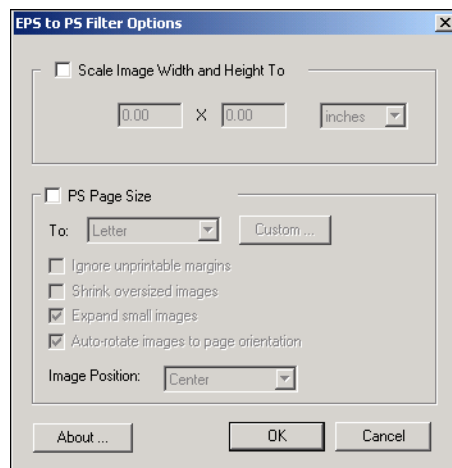 EPS to PS Filter Options
Scale Image Width and Height To
0.00 X 0.00 inches
PS Page Size
To: Letter Custom ...
Ignore unprintable margins
Shrink oversized images
Expand small images
Auto-rotate images to page orientation
Image Position: Center
About ... OK Cancel